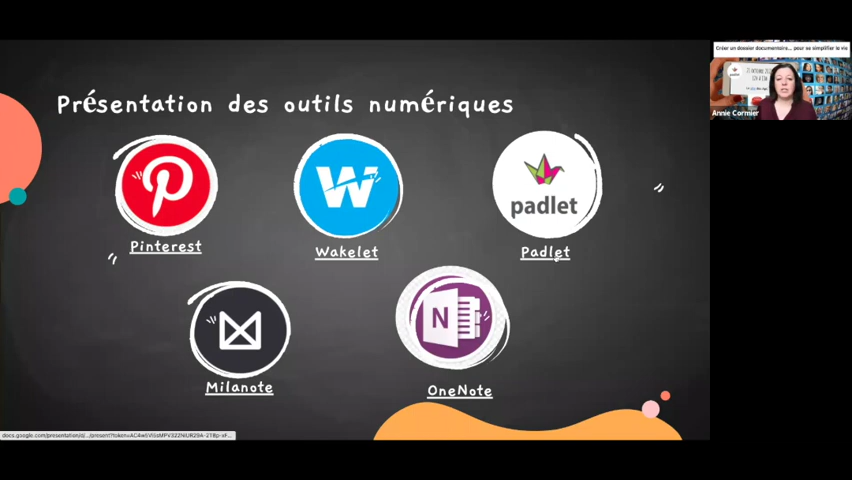 Présentation des outils numériques
Pinterest
Wakelet
padlet
Padlet
N
Milanote
OneNote
Créer un dossier documentaire... pour se simplifier la vie
Annie Cormier